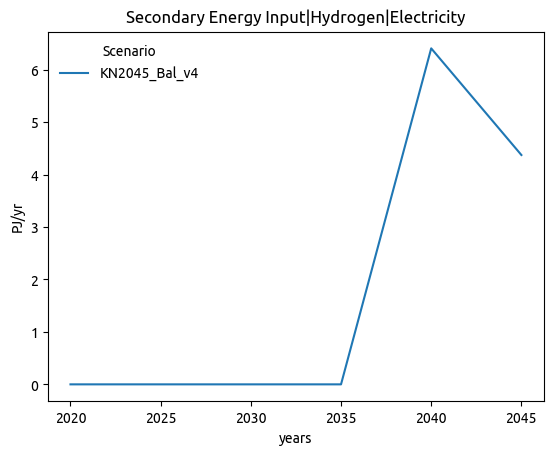 Secondary Energy Input|Hydrogen|Electricity
Scenario
KN2045_Bal_v4
6
5
4
3
2
1
0
PJ/yr
2020 2025 2030 2035 2040 2045
years